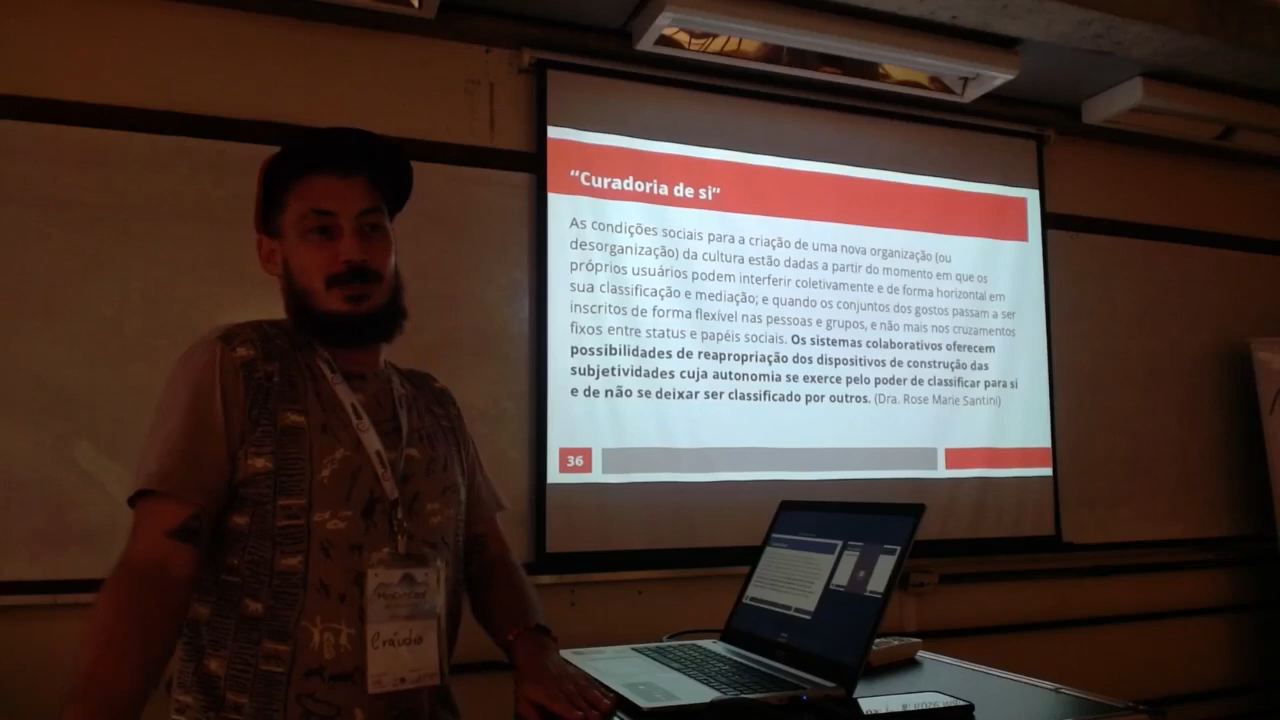 “Curadoria de si”
As condições sociais para a criação de uma nova organização (ou
desorganização) da cultura estão dadas a partir do momento em que os
próprios usuários podem interferir coletivamente e de forma horizontal em
sua classificação e mediação; e quando os conjuntos dos gostos passam a ser
inscritos de forma flexível nas pessoas e grupos, e não mais nos cruzamentos
fixos entre status e papéis sociais. Os sistemas colaborativos oferecem
possibilidades de reapropriação dos dispositivos de construção das
subjetividades cuja autonomia se exerce pelo poder de classificar para si
e de não se deixar ser classificado por outros. (Dra. Rose Marie Santini)
36
Cráudio